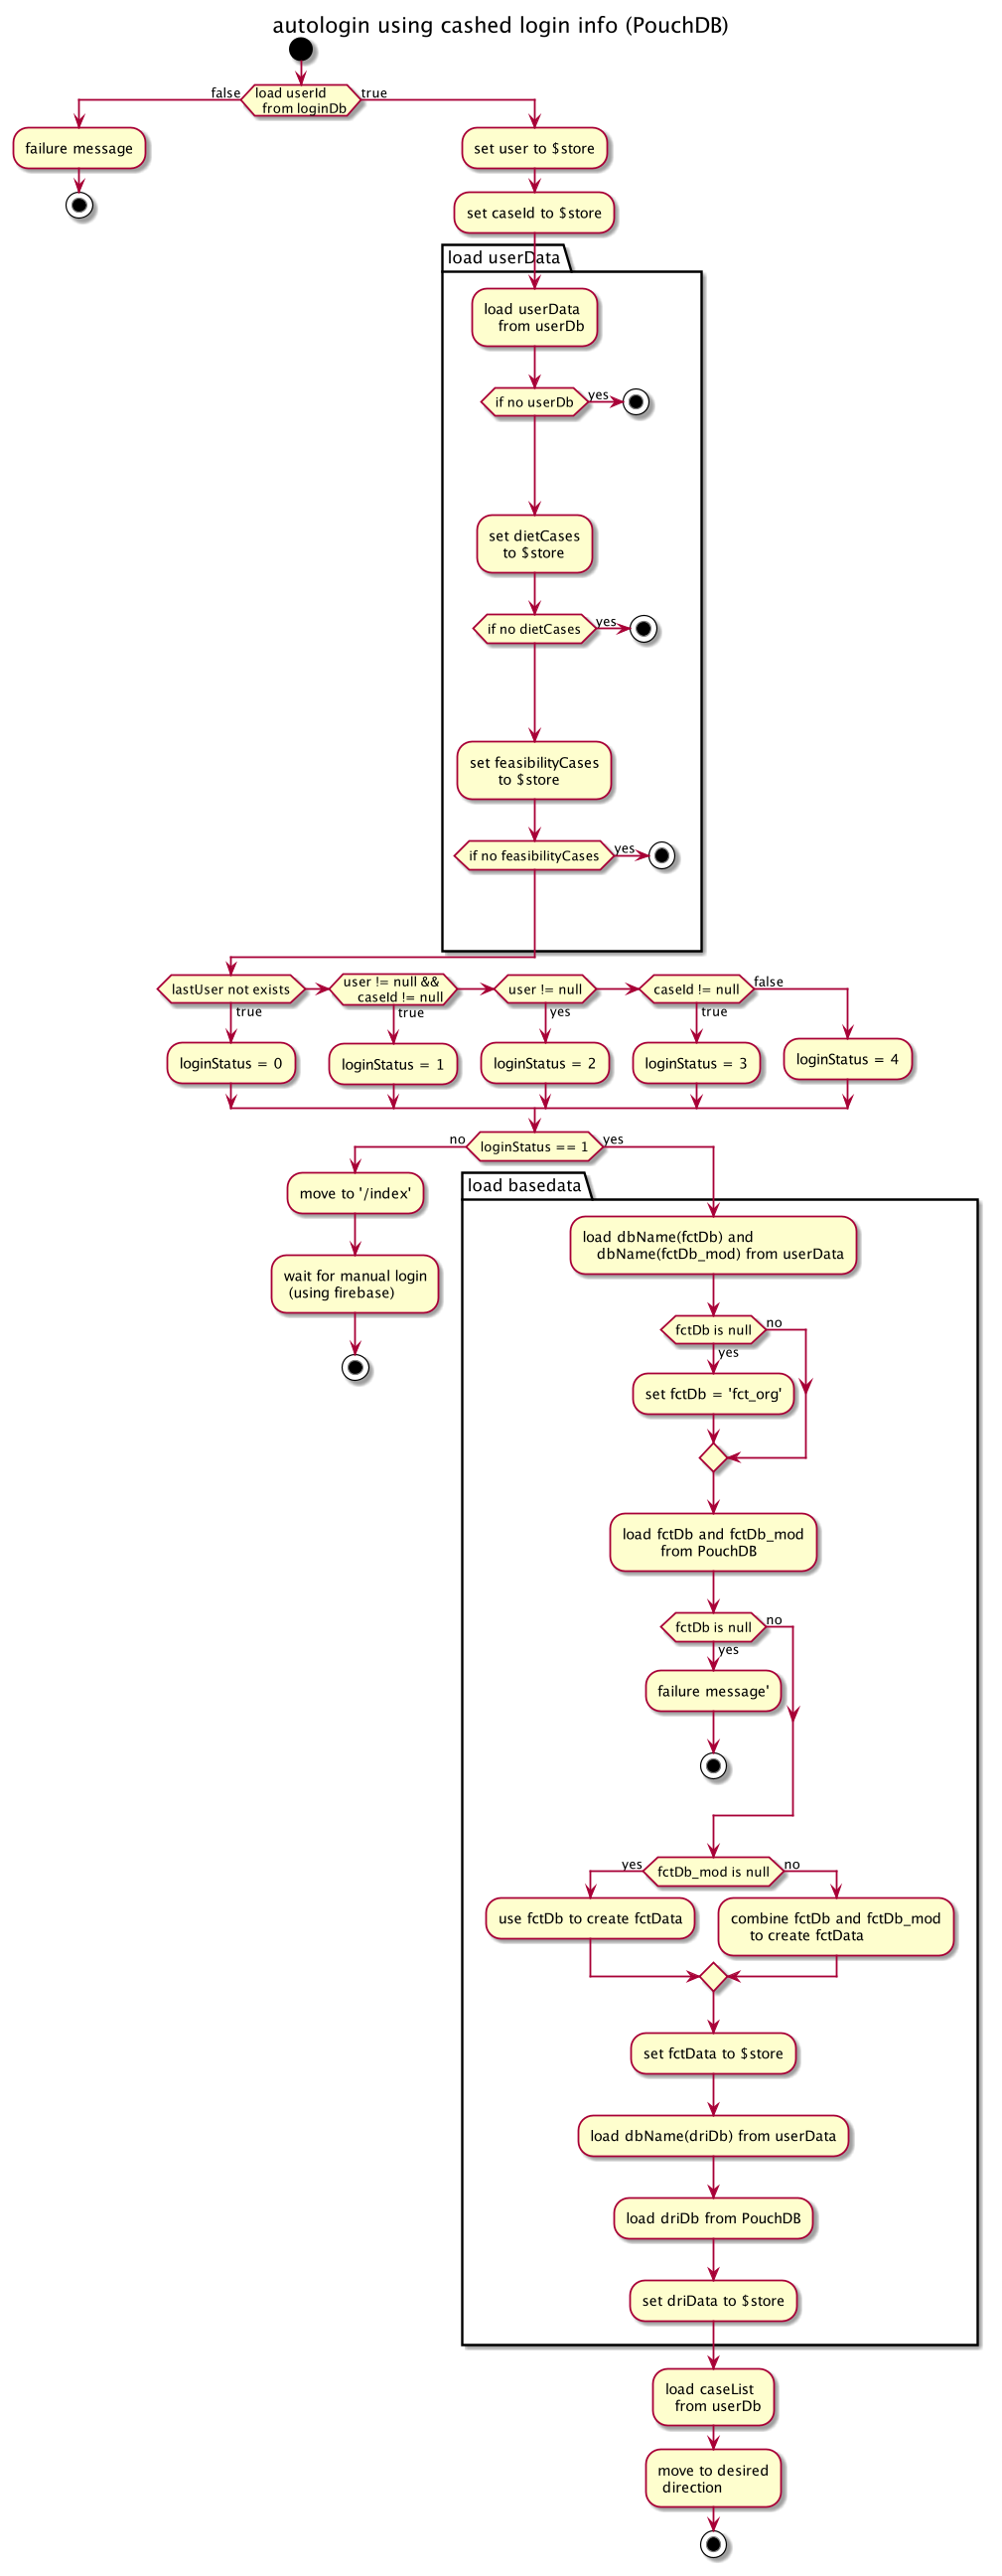 autologin using cashed login info (PouchDB)
load userId
from loginDb
false
true
failure message
set user to $store
set caseId to $store
load userData
load userData
from userDb
if no userDb
yes
set dietCases
to $store
if no dietCases
yes
set feasibilityCases
to $store
if no feasibilityCases
yes
lastUser not exists
true
user != null &&
caseId != null
true
user != null
yes
caseId != null
true
false
loginStatus = 0
loginStatus = 1
loginStatus = 2
loginStatus = 3
loginStatus = 4
loginStatus == 1
no
yes
move to '/index'
wait for manual login
(using firebase)
load basedata
load dbName(fctDb) and
dbName(fctDb_mod) from userData
fctDb is null
no
yes
set fctDb = 'fct_org'
load fctDb and fctDb_mod
from PouchDB
fctDb is null
no
yes
failure message'
fctDb_mod is null
yes
no
use fctDb to create fctData
combine fctDb and fctDb_mod
to create fctData
set fctData to $store
load dbName(driDb) from userData
load driDb from PouchDB
set driData to $store
load caseList
from userDb
move to desired
direction